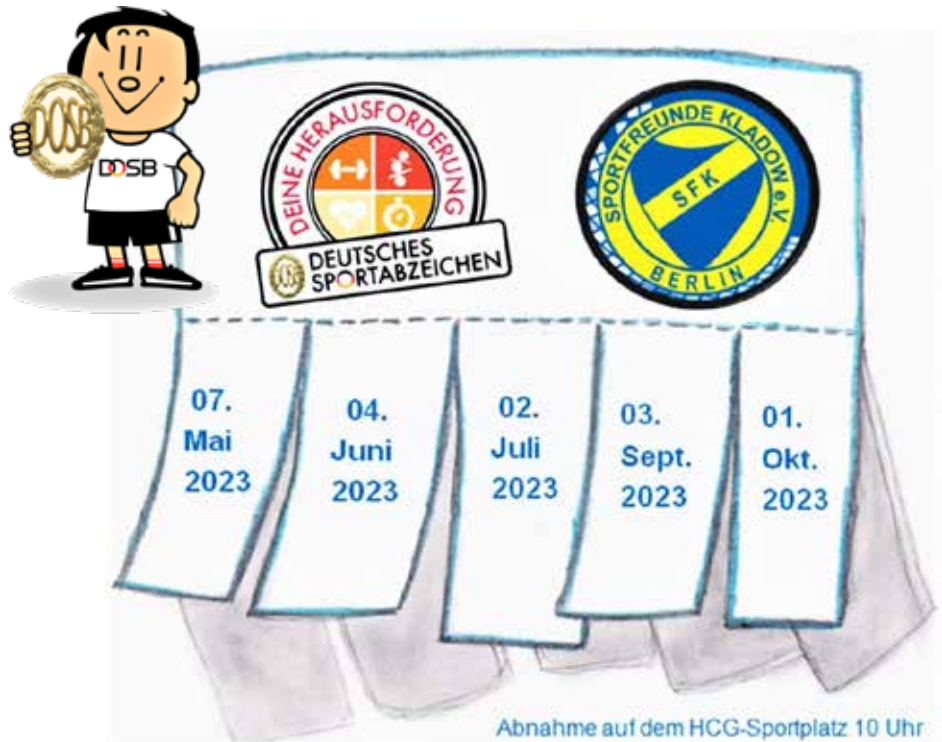 DOSB
DOSB
DEINE HERAUSFORDERUNG
DOSB
DEUTSCHES
SPORTABZEICHEN
SPORTFREUNDE KLADOW e.V.
SFK
BERLIN
07.
Mai
2023
04.
Juni
2023
02.
Juli
2023
03.
Sept.
2023
01.
Okt.
2023
Abnahme auf dem HCG-Sportplatz 10 Uhr